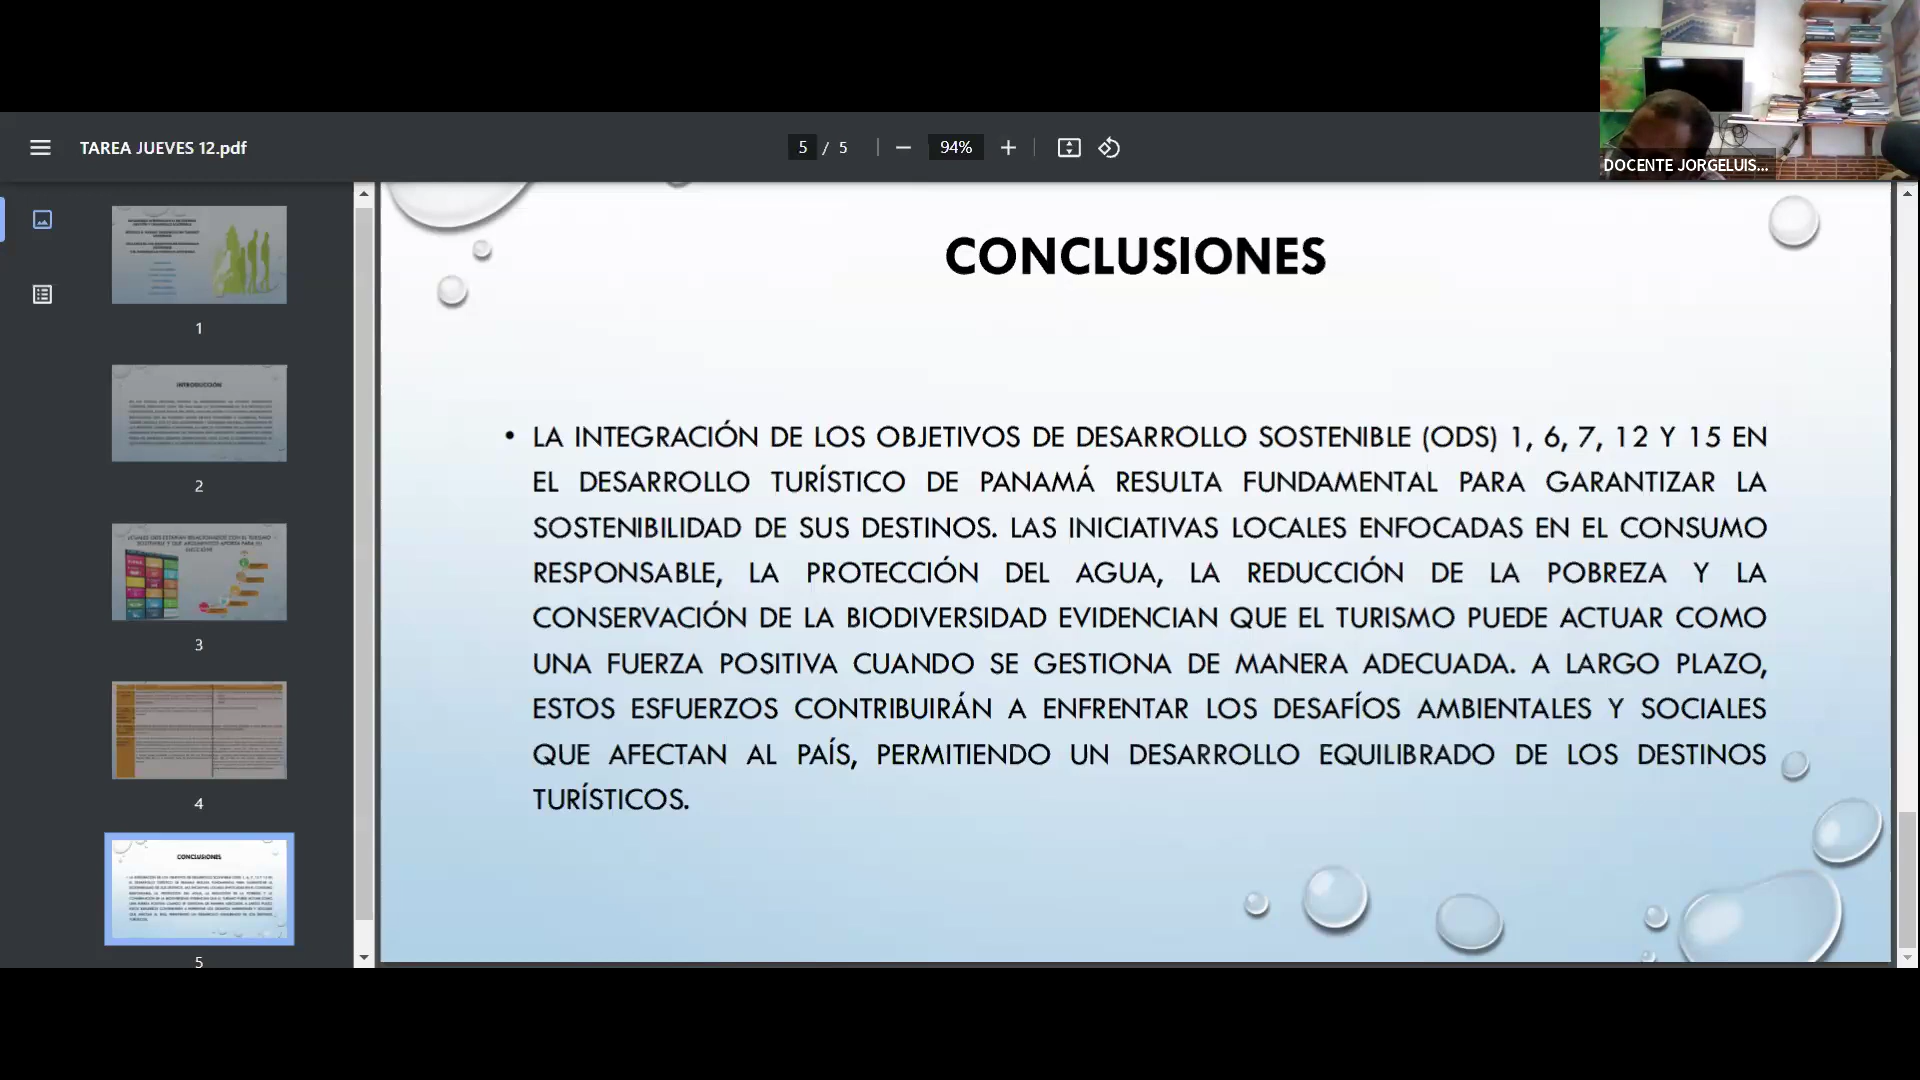 TAREA JUEVES 12.pdf
5 / 5
94%
DOCENTE JORGELUIS...
CONCLUSIONES
• LA INTEGRACIÓN DE LOS OBJETIVOS DE DESARROLLO SOSTENIBLE (ODS) 1, 6, 7, 12 Y 15 EN
EL DESARROLLO TURÍSTICO DE PANAMÁ RESULTA FUNDAMENTAL PARA GARANTIZAR LA
SOSTENIBILIDAD DE SUS DESTINOS. LAS INICIATIVAS LOCALES ENFOCADAS EN EL CONSUMO
RESPONSABLE, LA PROTECCIÓN DEL AGUA, LA REDUCCIÓN DE LA POBREZA Y LA
CONSERVACIÓN DE LA BIODIVERSIDAD EVIDENCIAN QUE EL TURISMO PUEDE ACTUAR COMO
UNA FUERZA POSITIVA CUANDO SE GESTIONA DE MANERA ADECUADA. A LARGO PLAZO,
ESTOS ESFUERZOS CONTRIBUIRÁN A ENFRENTAR LOS DESAFÍOS AMBIENTALES Y SOCIALES
QUE AFECTAN AL PAÍS, PERMITIENDO UN DESARROLLO EQUILIBRADO DE LOS DESTINOS
TURÍSTICOS.
1
INTRODUCCIÓN
2
3
4
CONCLUSIONES
5